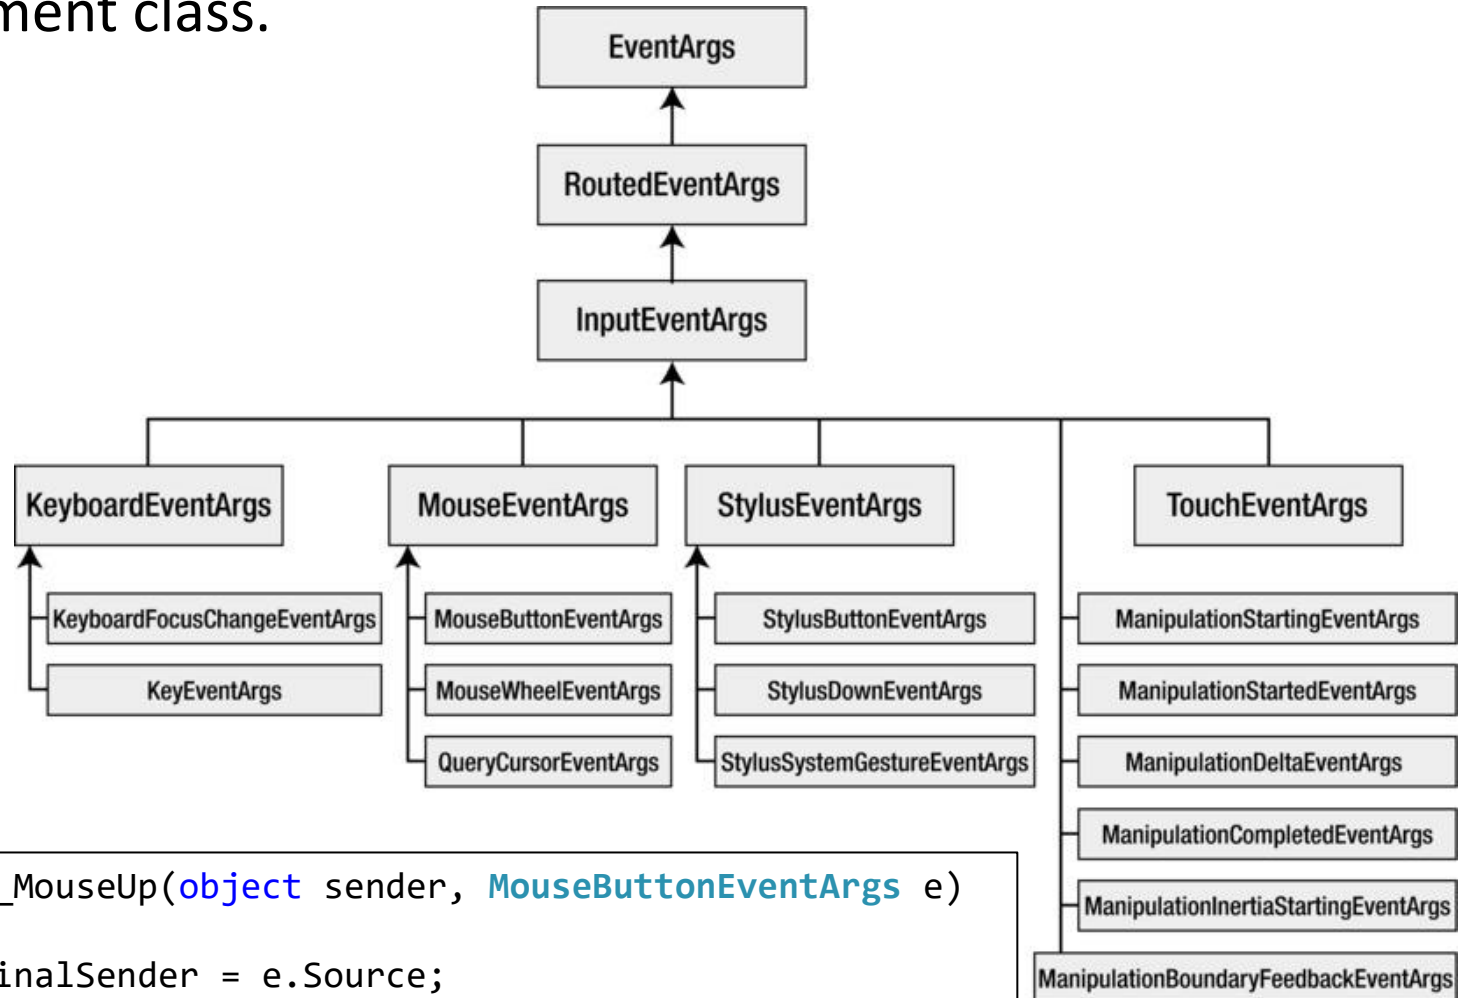 ment class.
EventArgs
RoutedEventArgs
InputEventArgs
KeyboardEventArgs
MouseEventArgs
StylusEventArgs
TouchEventArgs
KeyboardFocusChangeEventArgs
MouseButtonEventArgs
StylusButtonEventArgs
ManipulationStartingEventArgs
KeyEventArgs
MouseWheelEventArgs
StylusDownEventArgs
ManipulationStartedEventArgs
QueryCursorEventArgs
StylusSystemGestureEventArgs
ManipulationDeltaEventArgs
ManipulationCompletedEventArgs
ManipulationInertiaStartingEventArgs
ManipulationBoundaryFeedbackEventArgs
_MouseUp(object sender, MouseButtonEventArgs e)
inalSender = e.Source;